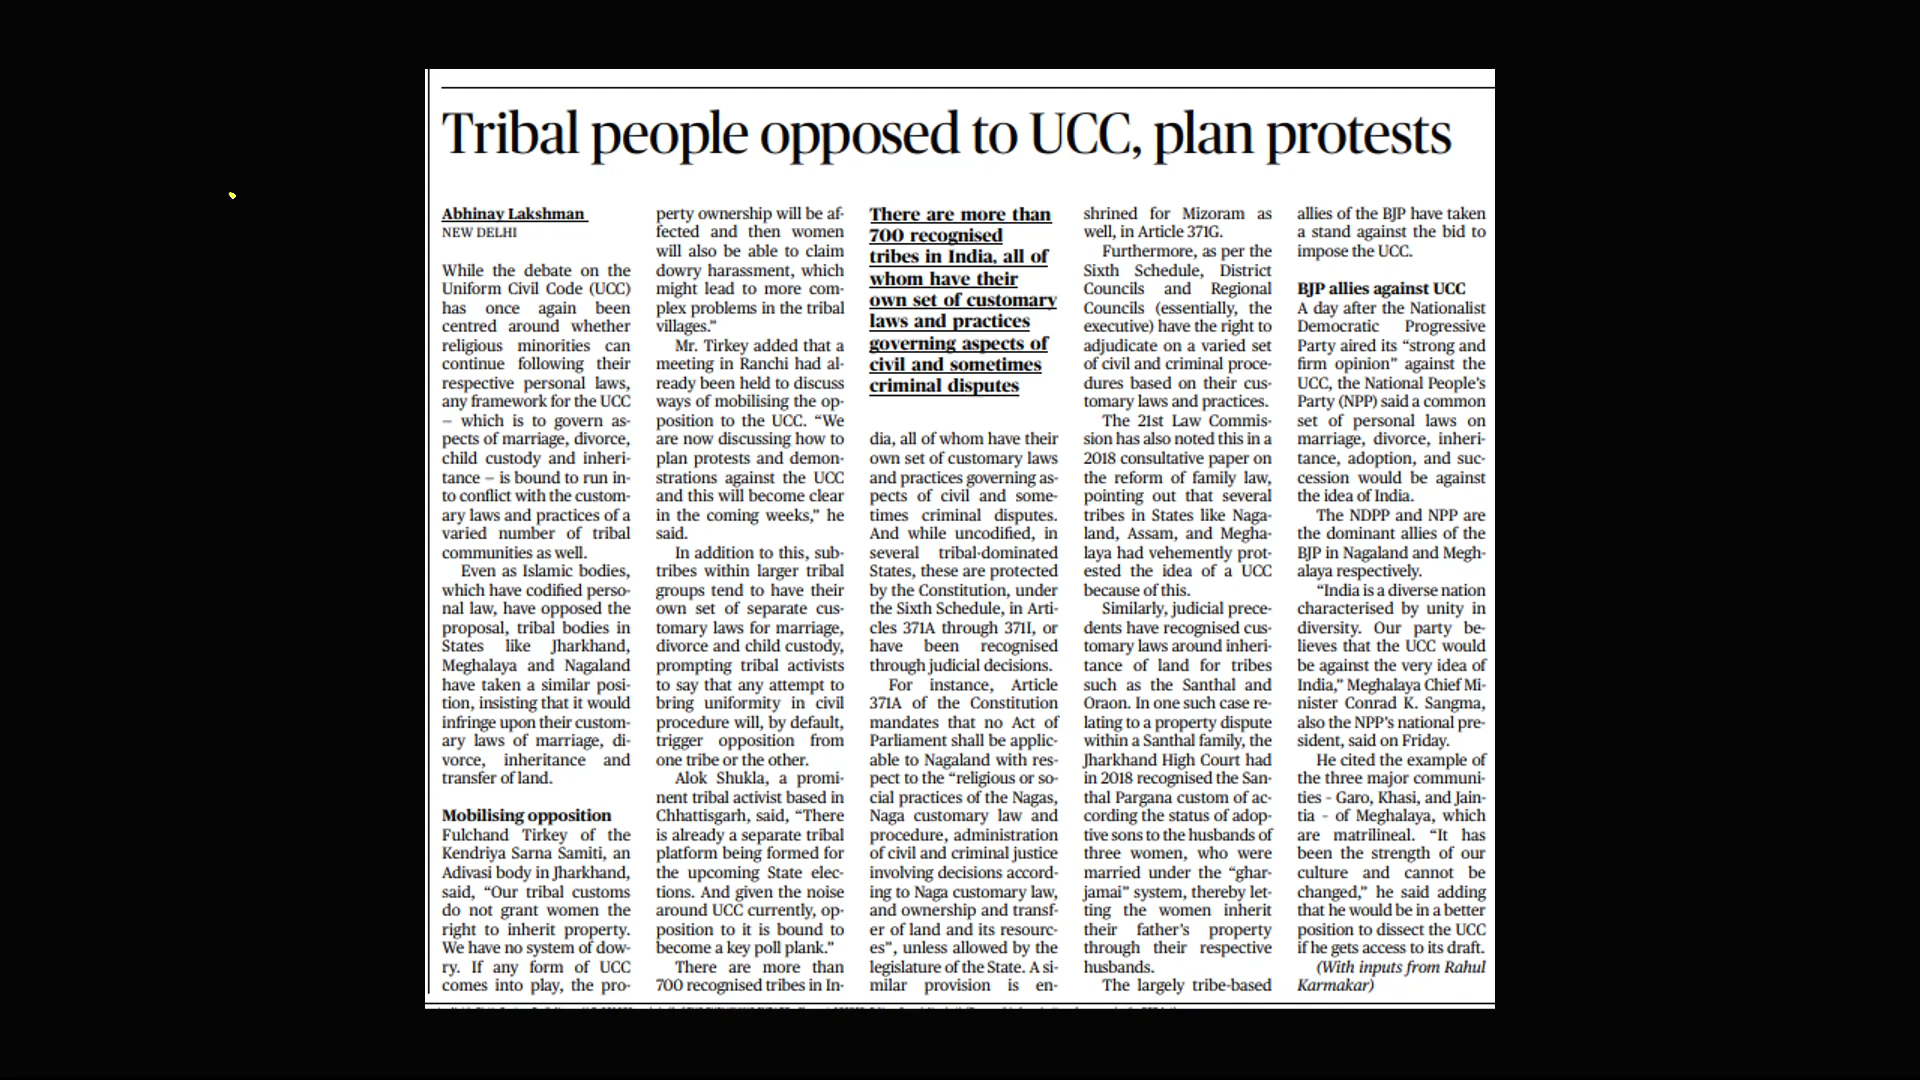 Tribal people opposed to UCC, plan protests
Abhinay Lakshman
NEW DELHI
While the debate on the
Uniform Civil Code (UCC)
has once again been
centred around whether
religious minorities can
continue following their
respective personal laws,
any framework for the UCC
– which is to govern as-
pects of marriage, divorce,
child custody and inheri-
tance – is bound to run in-
to conflict with the custom-
ary laws and practices of a
varied number of tribal
communities as well.
Even as Islamic bodies,
which have codified perso-
nal law, have opposed the
proposal, tribal bodies in
States like Jharkhand,
Meghalaya and Nagaland
have taken a similar posi-
tion, insisting that it would
infringe upon their custom-
ary laws of marriage, di-
vorce, inheritance and
transfer of land.
Mobilising opposition
Fulchand Tirkey of the
Kendriya Sarna Samiti, an
Adivasi body in Jharkhand,
said, “Our tribal customs
do not grant women the
right to inherit property.
We have no system of dow-
ry. If any form of UCC
comes into play, the pro-
perty ownership will be af-
fected and then women
will also be able to claim
dowry harassment, which
might lead to more com-
plex problems in the tribal
villages.”
Mr. Tirkey added that a
meeting in Ranchi had al-
ready been held to discuss
ways of mobilising the op-
position to the UCC. “We
are now discussing how to
plan protests and demon-
strations against the UCC
and this will become clear
in the coming weeks,” he
said.
In addition to this, sub-
tribes within larger tribal
groups tend to have their
own set of separate cus-
tomary laws for marriage,
divorce and child custody,
prompting tribal activists
to say that any attempt to
bring uniformity in civil
procedure will, by default,
trigger opposition from
one tribe or the other.
Alok Shukla, a promi-
nent tribal activist based in
Chhattisgarh, said, “There
is already a separate tribal
platform being formed for
the upcoming State elec-
tions. And given the noise
around UCC currently, op-
position to it is bound to
become a key poll plank.”
There are more than
700 recognised tribes in In-
There are more than
700 recognised
tribes in India, all of
whom have their
own set of customary
laws and practices
governing aspects of
civil and sometimes
criminal disputes
dia, all of whom have their
own set of customary laws
and practices governing as-
pects of civil and some-
times criminal disputes.
And while uncodified, in
several tribal-dominated
States, these are protected
by the Constitution, under
the Sixth Schedule, in Arti-
cles 371A through 371I, or
have been recognised
through judicial decisions.
For instance, Article
371A of the Constitution
mandates that no Act of
Parliament shall be applic-
able to Nagaland with res-
pect to the “religious or so-
cial practices of the Nagas,
Naga customary law and
procedure, administration
of civil and criminal justice
involving decisions accord-
ing to Naga customary law,
and ownership and transf-
er of land and its resourc-
es”, unless allowed by the
legislature of the State. A si-
milar provision is en-
shrined for Mizoram as
well, in Article 371G.
Furthermore, as per the
Sixth Schedule, District
Councils and Regional
Councils (essentially, the
executive) have the right to
adjudicate on a varied set
of civil and criminal proce-
dures based on their cus-
tomary laws and practices.
The 21st Law Commis-
sion has also noted this in a
2018 consultative paper on
the reform of family law,
pointing out that several
tribes in States like Naga-
land, Assam, and Megha-
laya had vehemently prot-
ested the idea of a UCC
because of this.
Similarly, judicial prece-
dents have recognised cus-
tomary laws around inheri-
tance of land for tribes
such as the Santhal and
Oraon. In one such case re-
lating to a property dispute
within a Santhal family, the
Jharkhand High Court had
in 2018 recognised the San-
thal Pargana custom of ac-
cording the status of adop-
tive sons to the husbands of
three women, who were
married under the “ghar-
jamai” system, thereby let-
ting the women inherit
their father’s property
through their respective
husbands.
The largely tribe-based
allies of the BJP have taken
a stand against the bid to
impose the UCC.
BJP allies against UCC
A day after the Nationalist
Democratic Progressive
Party aired its “strong and
firm opinion” against the
UCC, the National People’s
Party (NPP) said a common
set of personal laws on
marriage, divorce, inheri-
tance, adoption, and suc-
cession would be against
the idea of India.
The NDPP and NPP are
the dominant allies of the
BJP in Nagaland and Megh-
alaya respectively.
“India is a diverse nation
characterised by unity in
diversity. Our party be-
lieves that the UCC would
be against the very idea of
India,” Meghalaya Chief Mi-
nister Conrad K. Sangma,
also the NPP’s national pre-
sident, said on Friday.
He cited the example of
the three major communi-
ties - Garo, Khasi, and Jain-
tia - of Meghalaya, which
are matrilineal. “It has
been the strength of our
culture and cannot be
changed,” he said adding
that he would be in a better
position to dissect the UCC
if he gets access to its draft.
(With inputs from Rahul
Karmakar)